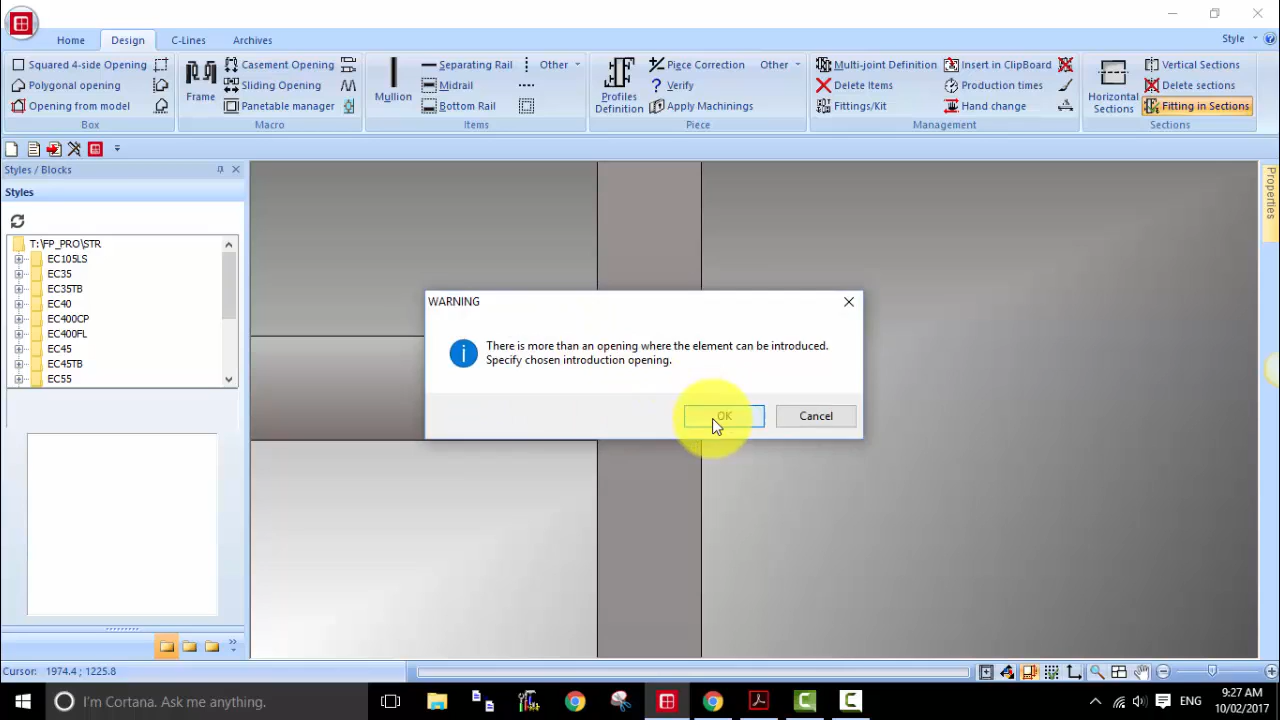 Home
Design
C-Lines
Archives
Style
Squared 4-side Opening
Polygonal opening
Opening from model
Box
Frame
Casement Opening
Sliding Opening
Panetable manager
Macro
Mullion
Separating Rail
Other
Midrail
Bottom Rail
Items
Profiles
Definition
Piece Correction
Other
Verify
Apply Machinings
Piece
Multi-joint Definition
Insert in ClipBoard
Delete Items
Production times
Fittings/Kit
Hand change
Management
Horizontal
Sections
Vertical Sections
Delete sections
Fitting in Sections
Sections
Styles / Blocks
Styles
T:\FP_PRO\STR
EC105LS
EC35
EC35TB
EC40
EC400CP
EC400FL
EC45
EC45TB
EC55
Properties
WARNING
There is more than an opening where the element can be introduced.
Specify chosen introduction opening.
OK
Cancel
Cursor: 1974.4 ; 1225.8
I'm Cortana. Ask me anything.
ENG
9:27 AM
10/02/2017